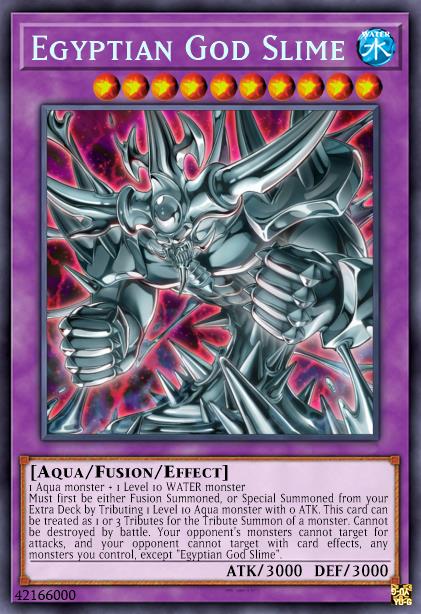 Egyptian God Slime
WATER
水
[Aqua/Fusion/Effect]
1 Aqua monster + 1 Level 10 WATER monster
Must first be either Fusion Summoned, or Special Summoned from your
Extra Deck by Tributing 1 Level 10 Aqua monster with 0 ATK. This card can
be treated as 1 or 3 Tributes for the Tribute Summon of a monster. Cannot
be destroyed by battle. Your opponent's monsters cannot target for
attacks, and your opponent cannot target with card effects, any
monsters you control, except "Egyptian God Slime".
ATK/3000 DEF/3000
42166000